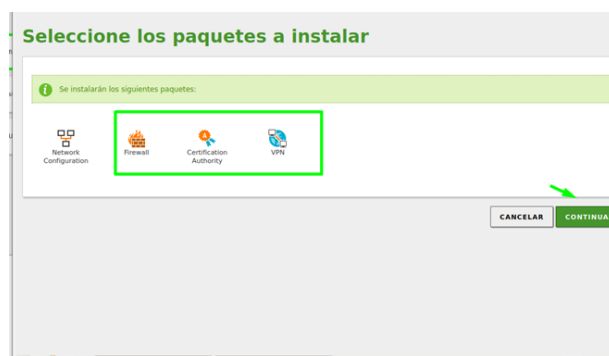 Seleccione los paquetes a instalar
Se instalarán los siguientes paquetes:
Network
Configuration
Firewall
Certification
Authority
VPN
CANCELAR
CONTINUA